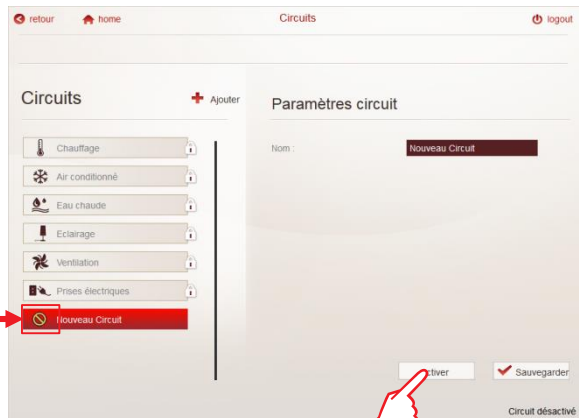 retour home Circuits logout
Circuits
Ajouter
Chauffage
Air conditionné
Eau chaude
Eclairage
Ventilation
Prises électriques
Nouveau Circuit
Paramètres circuit
Nom : Nouveau Circuit
Activer Sauvegarder
Circuit désactivé